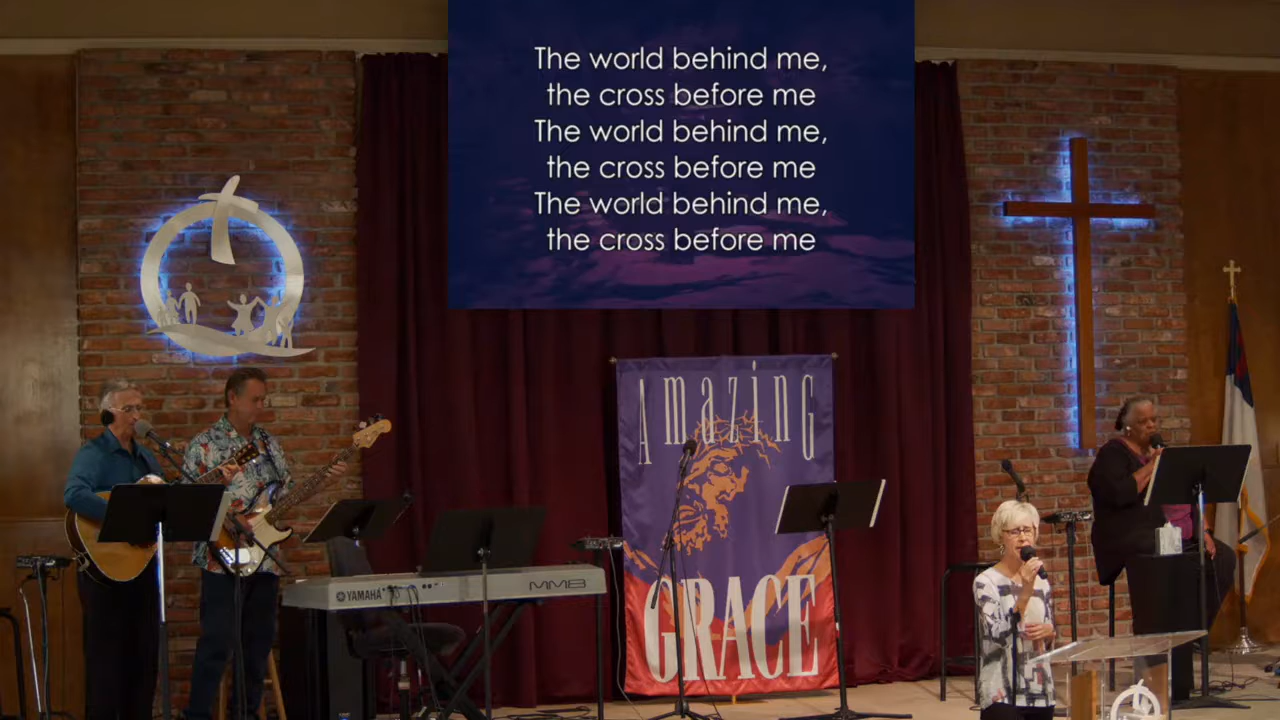 The world behind me,
the cross before me
The world behind me,
the cross before me
The world behind me,
the cross before me
AmazinG
GRACE
YAMAHA
MM8